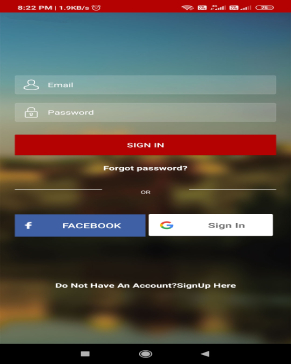 8:22 PM | 1.9KB/s
Email
Password
SIGN IN
Forgot password?
OR
f FACEBOOK
G Sign In
Do Not Have An Account?SignUp Here